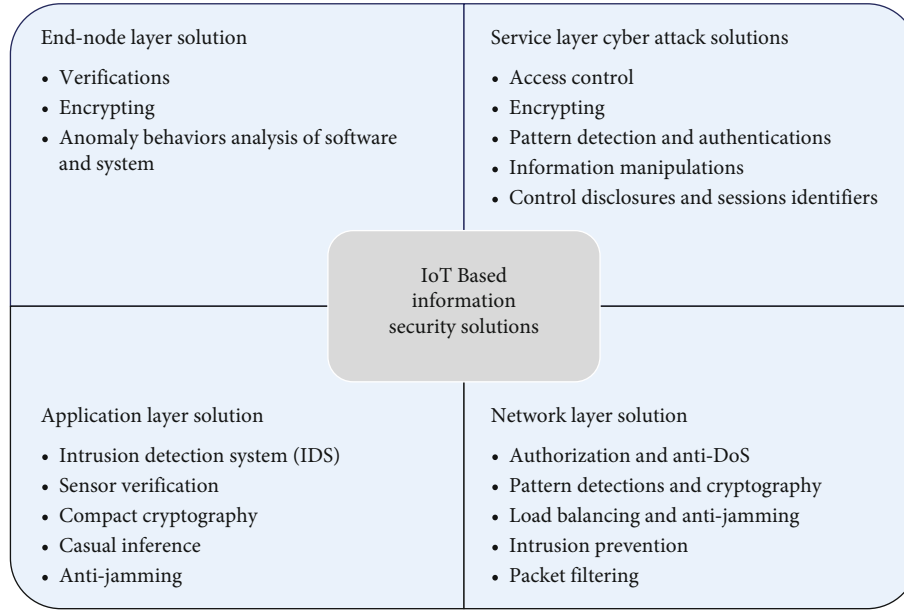 End-node layer solution
• Verifications
• Encrypting
• Anomaly behaviors analysis of software
and system
Service layer cyber attack solutions
• Access control
• Encrypting
• Pattern detection and authentications
• Information manipulations
• Control disclosures and sessions identifiers
IoT Based
information
security solutions
Application layer solution
• Intrusion detection system (IDS)
• Sensor verification
• Compact cryptography
• Casual inference
• Anti-jamming
Network layer solution
• Authorization and anti-DoS
• Pattern detections and cryptography
• Load balancing and anti-jamming
• Intrusion prevention
• Packet filtering